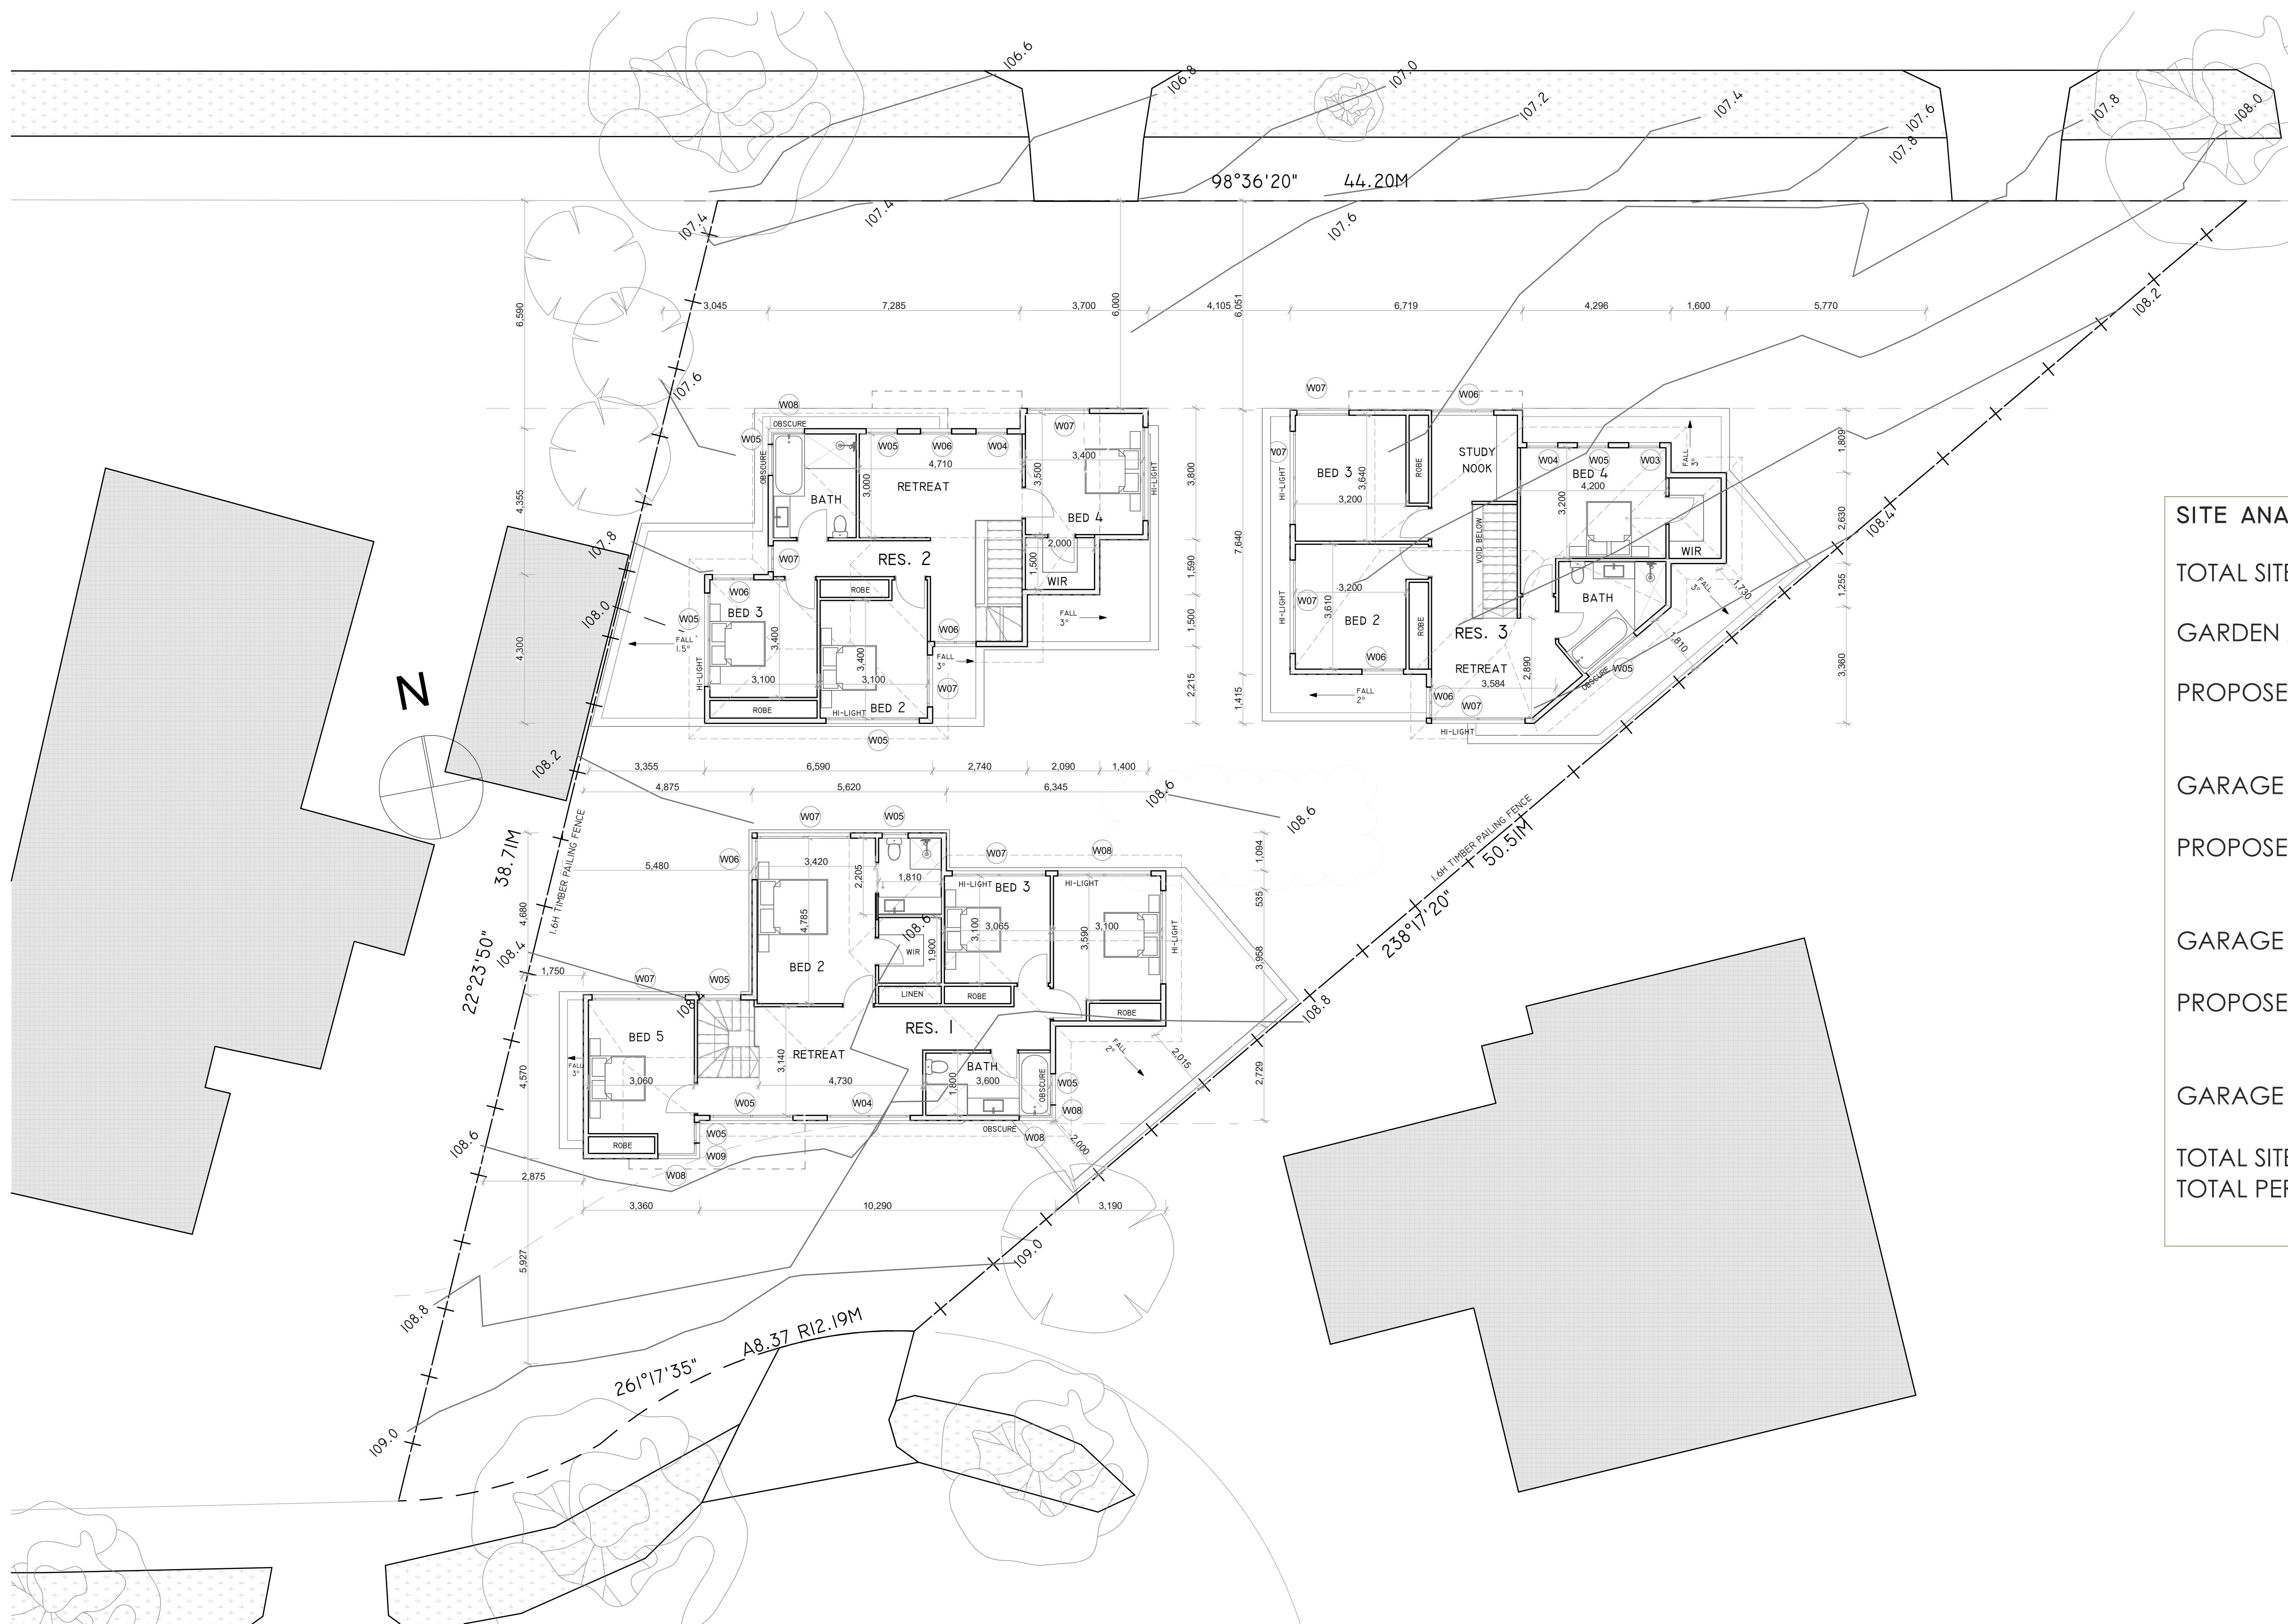 106.6
106.8
107.0
107.2
107.4
107.6
107.8
107.8
108.0
98°36'20" 44.20M
107.4
107.4
107.6
6,590
3,045
7,285
3,700
6,000
4,105
6,051
6,719
4,296
1,600
5,770
108.2
107.6
W07
W06
W08
OBSCURE
W05
OBSCURE
W05
W06
W04
W07
4,710
3,400
3,000
3,500
RETREAT
BATH
BED 4
HI-LIGHT
3,800
4,355
W07
HI-LIGHT
BED 3
3,640
3,200
ROBE
STUDY
NOOK
W04
W05
W03
BED 4
4,200
3,200
FALL
3°
1,809
2,630
108.4
WIR
VOID BELOW
7,640
107.8
W07
RES. 2
2,000
1,500
WIR
1,590
W06
BED 3
ROBE
108.0
W05
FALL
1.5°
3,400
3,400
W06
FALL
3°
FALL
3°
1,500
4,300
HI-LIGHT
3,100
3,100
W07
ROBE
HI-LIGHT
BED 2
W05
2,215
HI-LIGHT
W07
3,200
3,610
BED 2
ROBE
W06
RES. 3
RETREAT
2,890
3,584
BATH
FALL
3°
1,730
1,255
1,810
OBSCURE
W05
3,360
FALL
2°
1,415
W06
W07
HI-LIGHT
N
108.2
3,355
6,590
2,740
2,090
1,400
4,875
5,620
6,345
108.6
108.6
1.6H TIMBER PAILING FENCE
50.51M
238°17'20"
38.71M
1.6H TIMBER PAILING FENCE
22°23'50"
W07
W05
W06
W07
W08
5,480
3,420
2,205
1,810
HI-LIGHT
BED 3
HI-LIGHT
1,094
535
4,680
4,785
108.6
3,100
3,065
3,590
3,100
HI-LIGHT
WIR
1,900
BED 2
3,958
108.4
1,750
W07
W05
LINEN
ROBE
ROBE
108.8
BED 5
RES. 1
RETREAT
3,140
BATH
FALL
2°
2,015
FALL
3°
3,060
4,730
1,800
3,600
OBSCURE
W05
2,729
4,570
W05
W04
W08
OBSCURE
W08
2,000
ROBE
W05
W09
W08
108.6
2,875
3,360
10,290
3,190
5,927
109.0
108.8
A8.37 R12.19M
261°17'35"
109.0
SITE ANA
TOTAL SITE
GARDEN
PROPOSE
GARAGE
PROPOSE
GARAGE
PROPOSE
GARAGE
TOTAL SITE
TOTAL PER